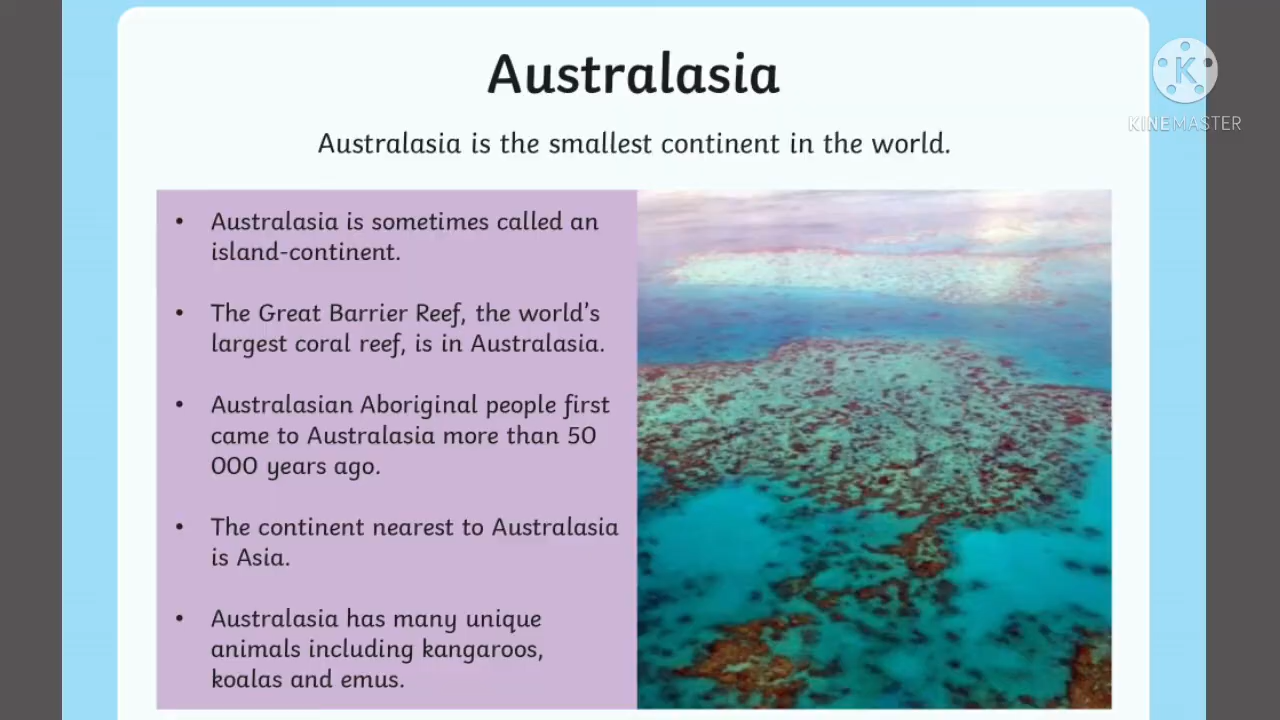 Australasia
K
KINEMASTER
Australasia is the smallest continent in the world.
• Australasia is sometimes called an
island-continent.
• The Great Barrier Reef, the world's
largest coral reef, is in Australasia.
• Australasian Aboriginal people first
came to Australasia more than 50
000 years ago.
• The continent nearest to Australasia
is Asia.
• Australasia has many unique
animals including kangaroos,
koalas and emus.